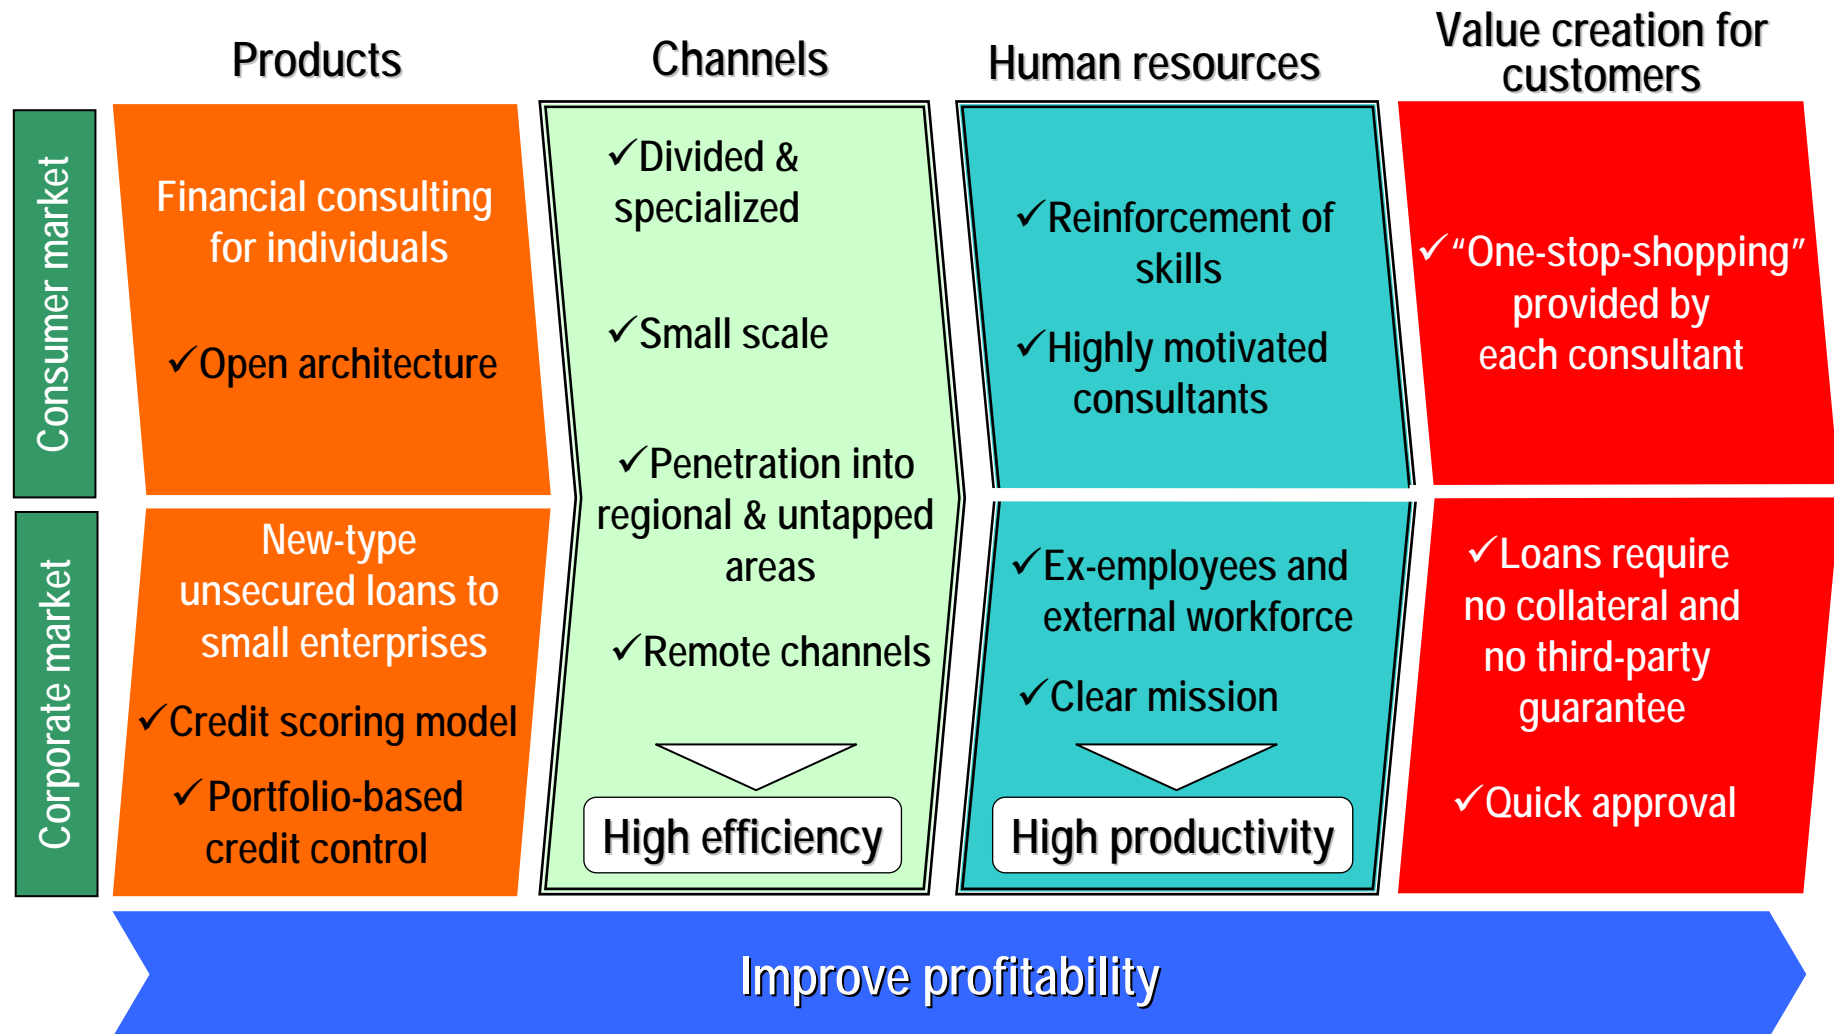 Products
Channels
Human resources
Value creation for
customers
Consumer market
Financial consulting
for individuals
✓Open architecture
✓Divided &
specialized
✓Small scale
✓Penetration into
regional & untapped
areas
✓Remote channels
High efficiency
✓Reinforcement of
skills
✓Highly motivated
consultants
✓“One-stop-shopping”
provided by
each consultant
Corporate market
New-type
unsecured loans to
small enterprises
✓Credit scoring model
✓Portfolio-based
credit control
✓Ex-employees and
external workforce
✓Clear mission
High productivity
✓Loans require
no collateral and
no third-party
guarantee
✓Quick approval
Improve profitability